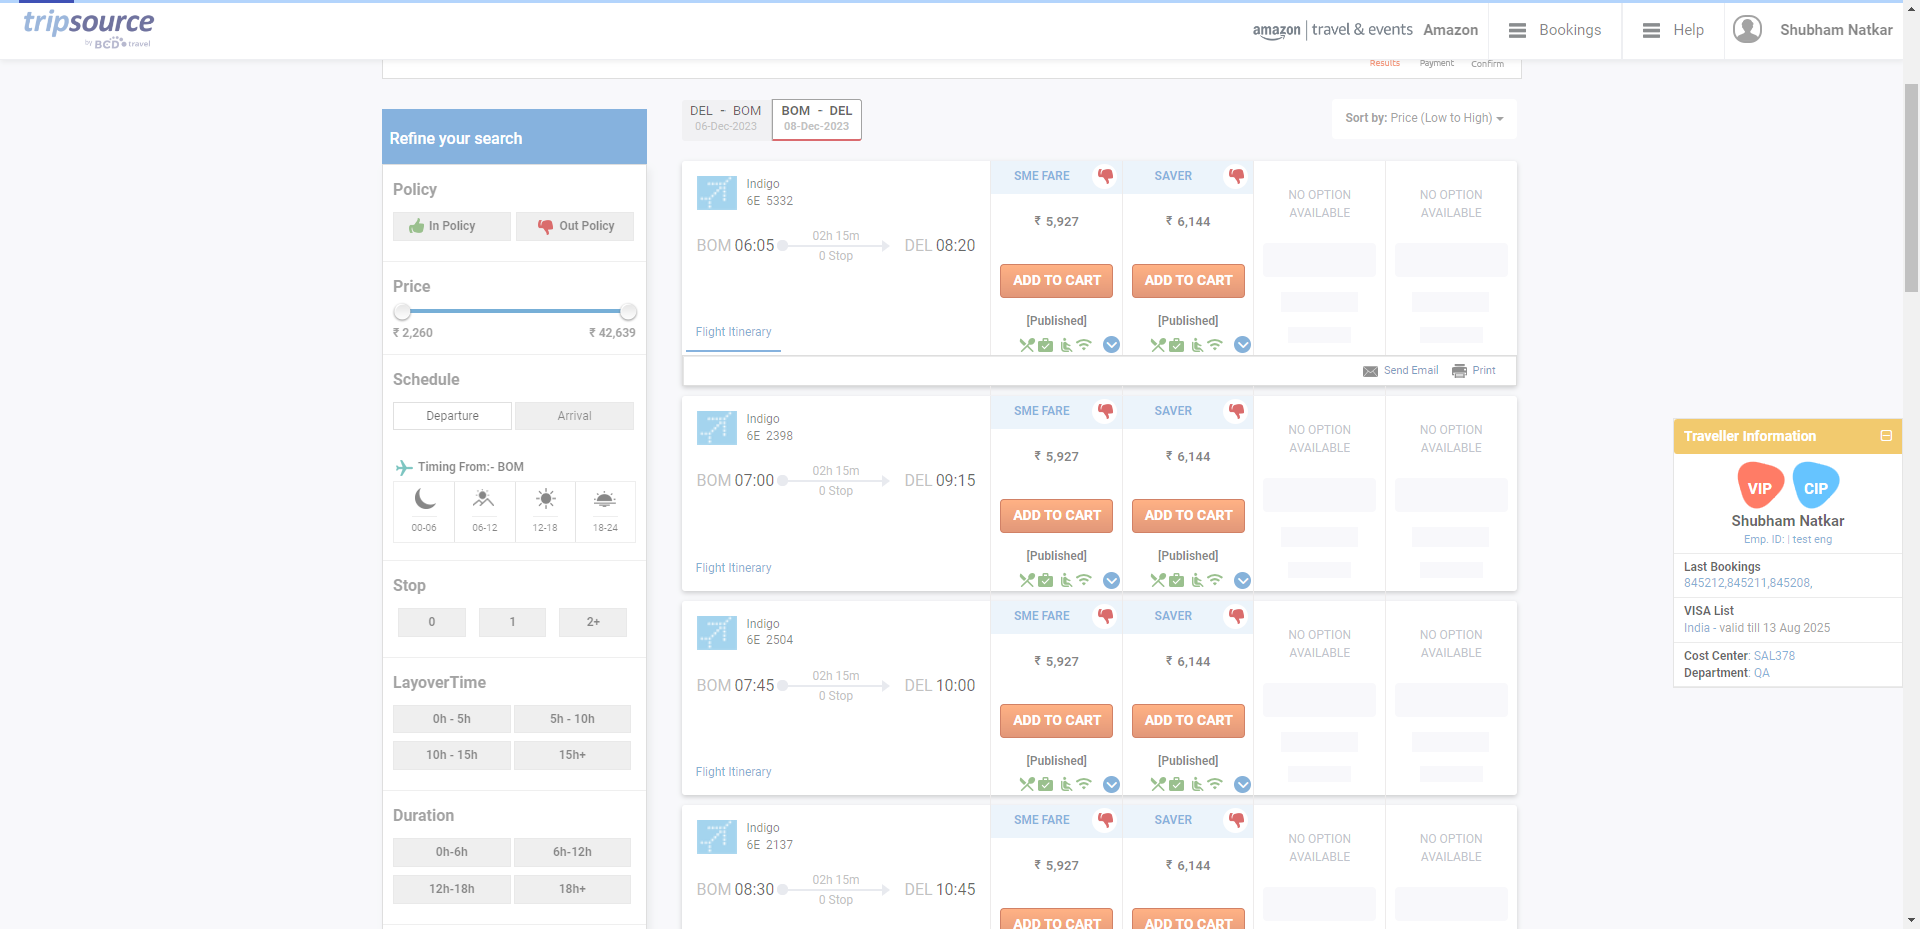 tripsource
by BCD travel
amazon | travel & events Amazon
Bookings
Help
Shubham Natkar
Results Payment Confirm
DEL - BOM
06-Dec-2023
BOM - DEL
08-Dec-2023
Sort by: Price (Low to High)
Refine your search
Policy
In Policy
Out Policy
Price
₹ 2,260 ₹ 42,639
Schedule
Departure Arrival
Timing From:- BOM
00-06 06-12 12-18 18-24
Stop
0 1 2+
LayoverTime
0h - 5h 5h - 10h
10h - 15h 15h+
Duration
0h-6h 6h-12h
12h-18h 18h+
Indigo
6E 5332
BOM 06:05
02h 15m
0 Stop
DEL 08:20
Flight Itinerary
SME FARE
₹ 5,927
ADD TO CART
[Published]
SAVER
₹ 6,144
ADD TO CART
[Published]
NO OPTION
AVAILABLE
NO OPTION
AVAILABLE
Send Email Print
Indigo
6E 2398
BOM 07:00
02h 15m
0 Stop
DEL 09:15
Flight Itinerary
SME FARE
₹ 5,927
ADD TO CART
[Published]
SAVER
₹ 6,144
ADD TO CART
[Published]
NO OPTION
AVAILABLE
NO OPTION
AVAILABLE
Indigo
6E 2504
BOM 07:45
02h 15m
0 Stop
DEL 10:00
Flight Itinerary
SME FARE
₹ 5,927
ADD TO CART
[Published]
SAVER
₹ 6,144
ADD TO CART
[Published]
NO OPTION
AVAILABLE
NO OPTION
AVAILABLE
Indigo
6E 2137
BOM 08:30
02h 15m
0 Stop
DEL 10:45
SME FARE
₹ 5,927
ADD TO CART
SAVER
₹ 6,144
ADD TO CART
NO OPTION
AVAILABLE
NO OPTION
AVAILABLE
Traveller Information
VIP CIP
Shubham Natkar
Emp. ID: | test eng
Last Bookings
845212,845211,845208,
VISA List
India - valid till 13 Aug 2025
Cost Center: SAL378
Department: QA